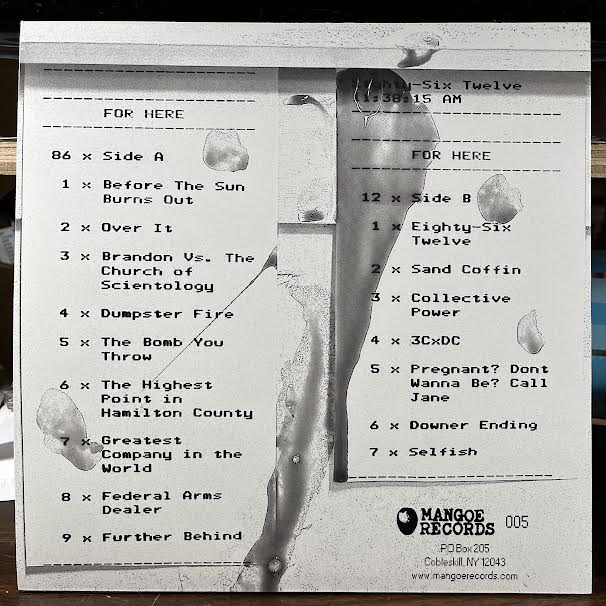 FOR HERE
86 x Side A
1 x Before The Sun
Burns Out
2 x Over It
3 x Brandon Vs. The
Church of
Scientology
4 x Dumpster Fire
5 x The Bomb You
Throw
6 x The Highest
Point in
Hamilton County
7 x Greatest
Company in the
World
8 x Federal Arms
Dealer
9 x Further Behind
Eighty-Six Twelve
11:38:15 AM
FOR HERE
12 x Side B
1 x Eighty-Six
Twelve
2 x Sand Coffin
3 x Collective
Power
4 x 3CxDC
5 x Pregnant? Dont
Wanna Be? Call
Jane
6 x Downer Ending
7 x Selfish
MANGOE
RECORDS 005
PO Box 205
Cobleskill, NY 12043
www.mangoerecords.com